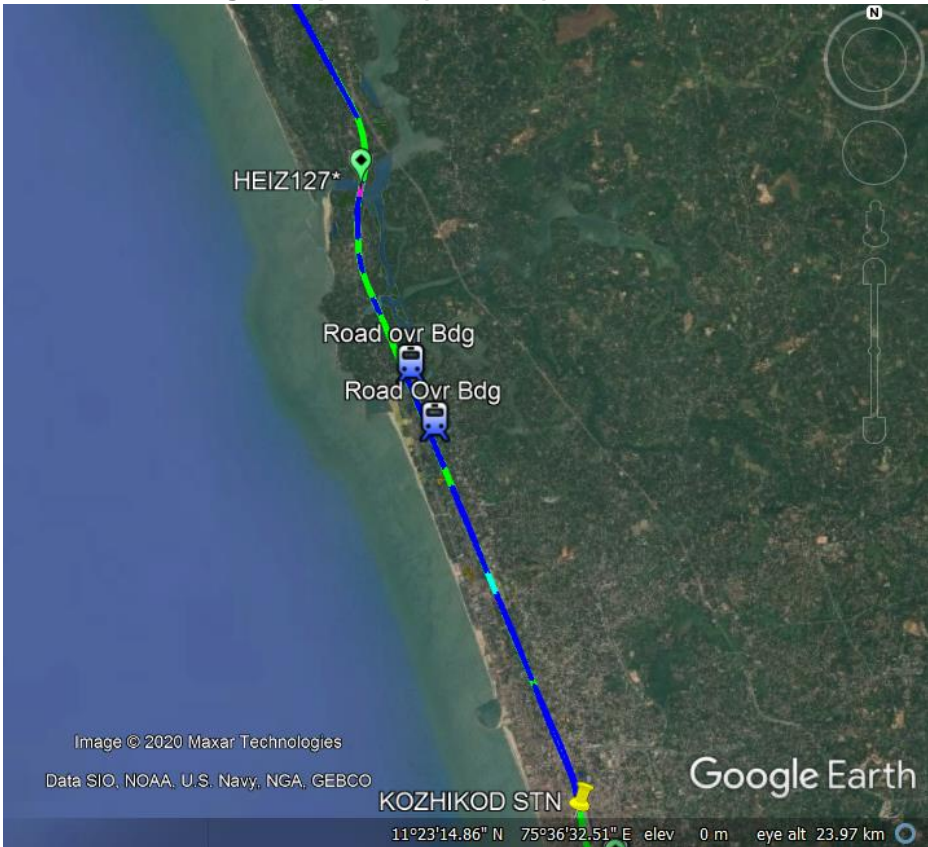 N
HEIZ127*
Road ovr Bdg
Road Ovr Bdg
Image © 2020 Maxar Technologies
Data SIO, NOAA, U.S. Navy, NGA, GEBCO
Google Earth
KOZHIKOD STN
11°23'14.86" N 75°36'32.51" E elev 0 m eye alt 23.97 km